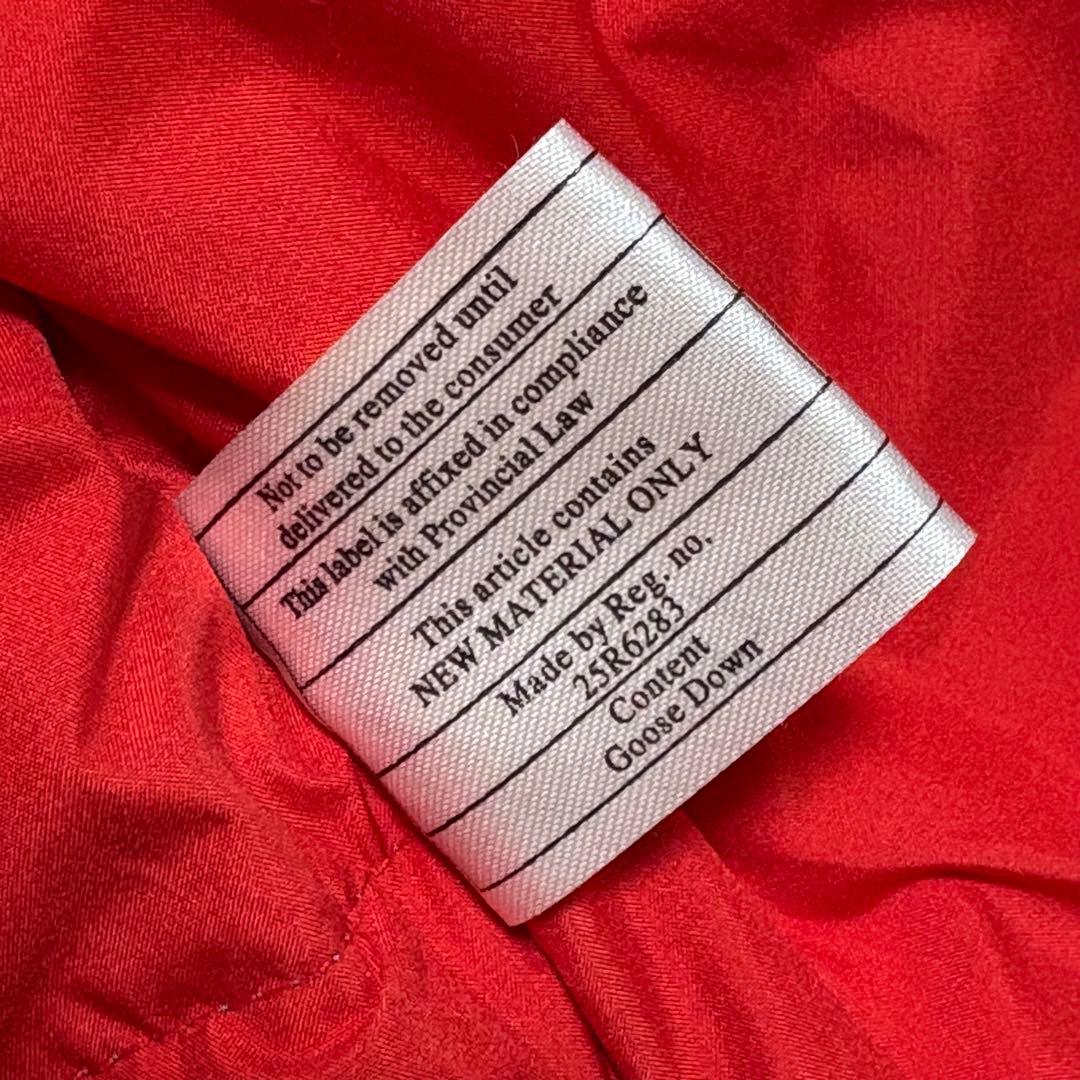 Not to be removed until
delivered to the consumer
This label is affixed in compliance
with Provincial Law
This article contains
NEW MATERIAL ONLY
Made by Reg. no.
25R6283
Content
Goose Down